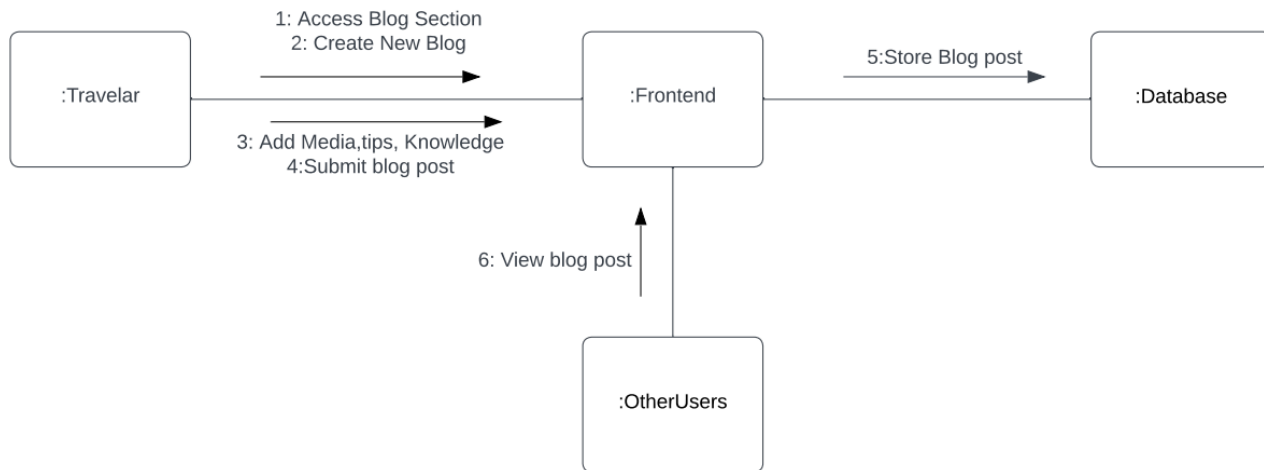 1: Access Blog Section
2: Create New Blog
5:Store Blog post
:Travelar
:Frontend
:Database
3: Add Media,tips, Knowledge
4:Submit blog post
6: View blog post
:OtherUsers